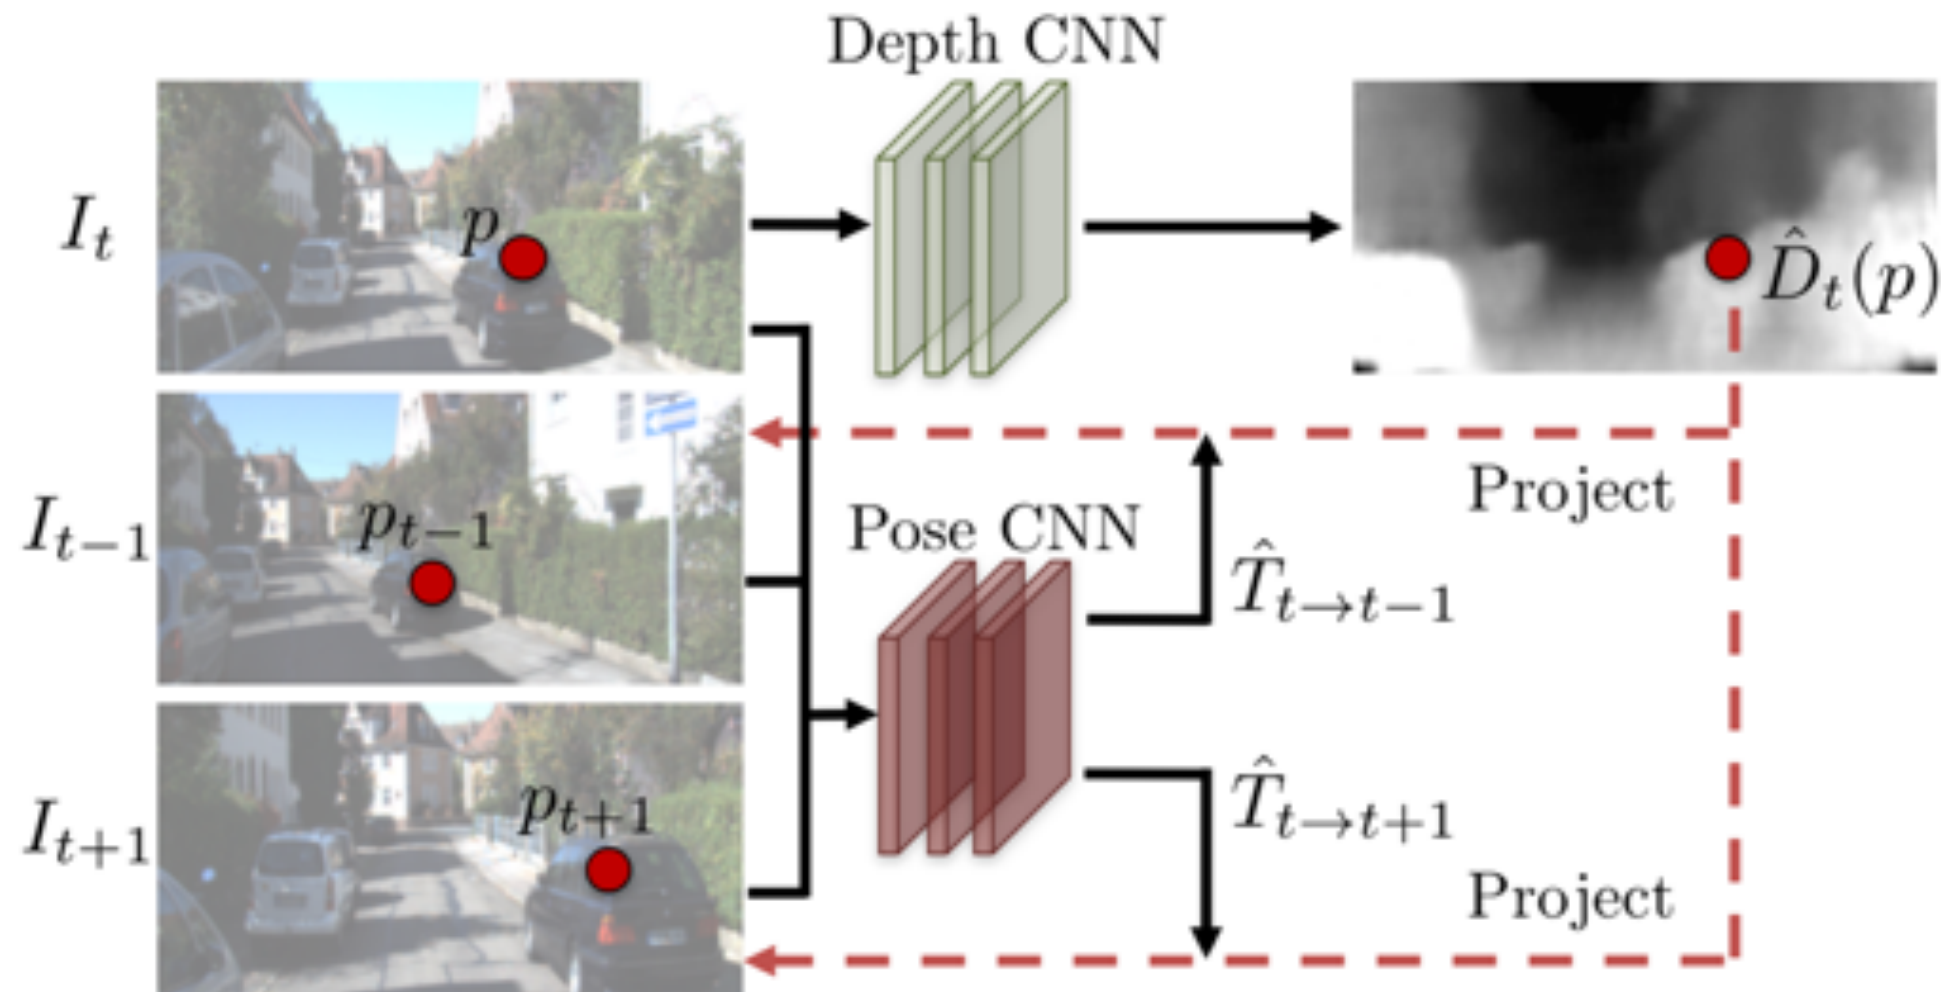 Depth CNN
I_t
p
D̂_t(p)
Project
I_{t−1}
p_{t−1}
Pose CNN
T̂_{t→t−1}
I_{t+1}
p_{t+1}
T̂_{t→t+1}
Project